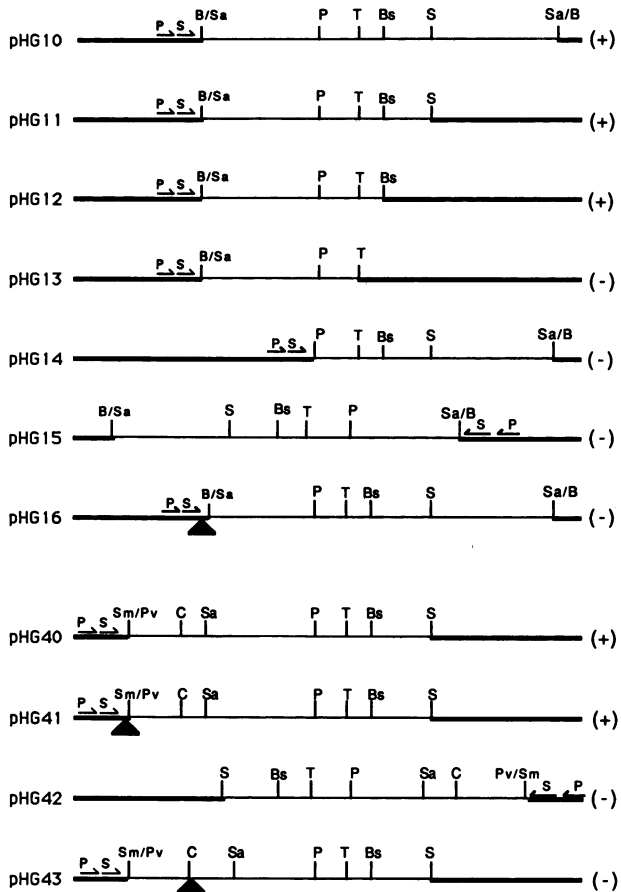 P S B/Sa P T Bs S Sa/B
pHG10 (+)
P S B/Sa P T Bs S
pHG11 (+)
P S B/Sa P T Bs
pHG12 (+)
P S B/Sa P T
pHG13 (-)
P S P T Bs S Sa/B
pHG14 (-)
B/Sa S Bs T P Sa/B S P
pHG15 (-)
P S B/Sa P T Bs S Sa/B
pHG16 (-)
P S Sm/Pv C Sa P T Bs S
pHG40 (+)
P S Sm/Pv C Sa P T Bs S
pHG41 (+)
S Bs T P Sa C Pv/Sm S P
pHG42 (-)
P S Sm/Pv C Sa P T Bs S
pHG43 (-)